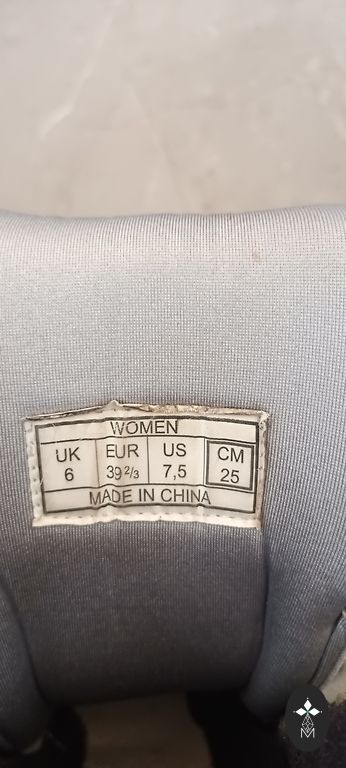 WOMEN
UK EUR US CM
6 39 2/3 7,5 25
MADE IN CHINA